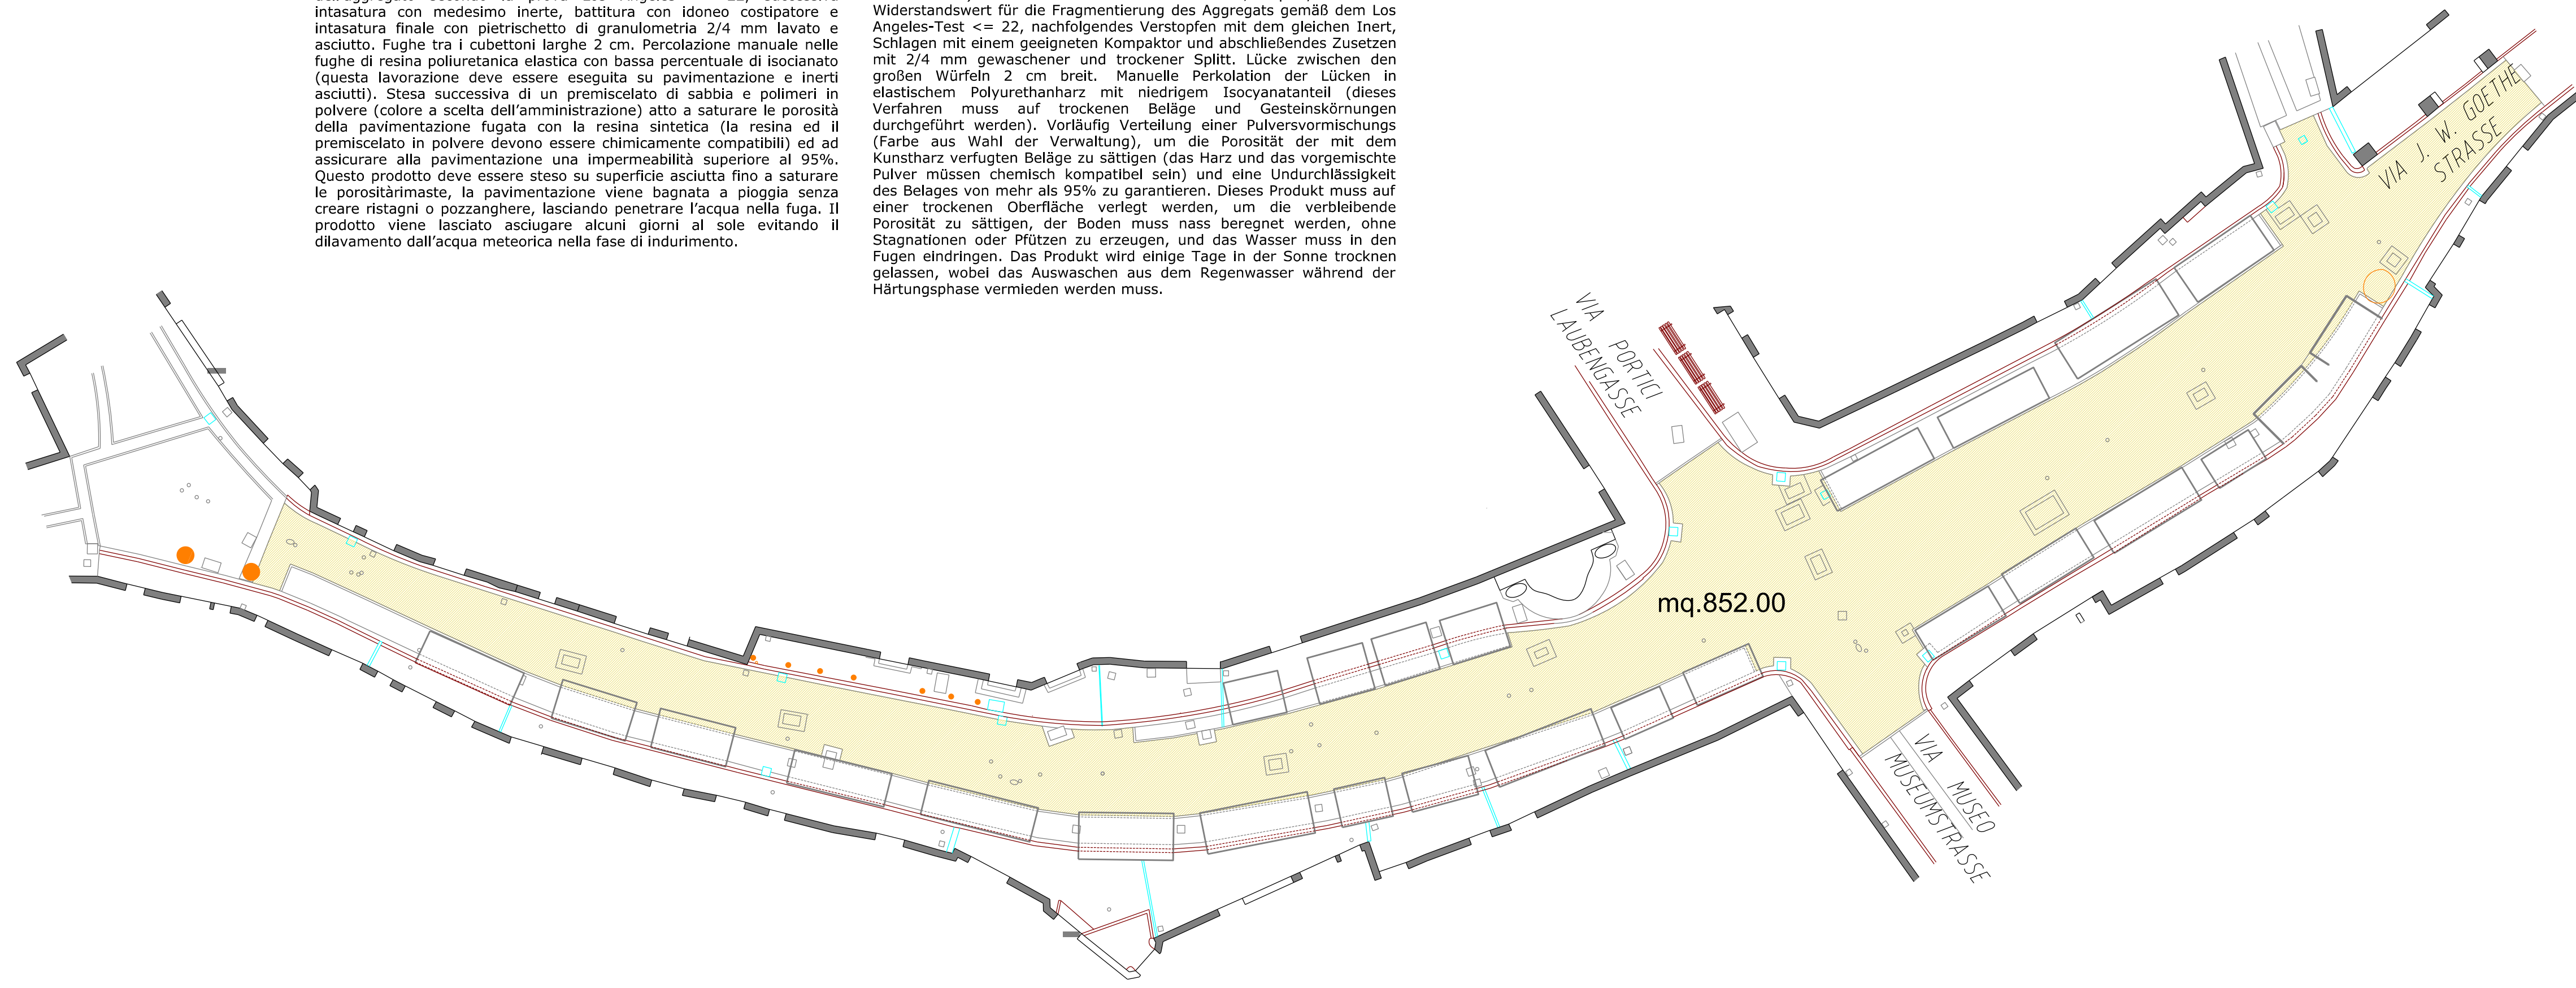 intasatura con medesimo inerte, battitura con idoneo costipatore e
intasatura finale con pietrischetto di granulometria 2/4 mm lavato e
asciutto. Fughe tra i cubettoni larghe 2 cm. Percolazione manuale nelle
fughe di resina poliuretanica elastica con bassa percentuale di isocianato
(questa lavorazione deve essere eseguita su pavimentazione e inerti
asciutti). Stesa successiva di un premiscelato di sabbia e polimeri in
polvere (colore a scelta dell'amministrazione) atto a saturare le porosità
della pavimentazione fugata con la resina sintetica (la resina ed il
premiscelato in polvere devono essere chimicamente compatibili) ed ad
assicurare alla pavimentazione una impermeabilità superiore al 95%.
Questo prodotto deve essere steso su superficie asciutta fino a saturare
le porositàrimaste, la pavimentazione viene bagnata a pioggia senza
creare ristagni o pozzanghere, lasciando penetrare l'acqua nella fuga. Il
prodotto viene lasciato asciugare alcuni giorni al sole evitando il
dilavamento dall'acqua meteorica nella fase di indurimento.
Widerstandswert für die Fragmentierung des Aggregats gemäß dem Los
Angeles-Test <= 22, nachfolgendes Verstopfen mit dem gleichen Inert,
Schlagen mit einem geeigneten Kompaktor und abschließendes Zusetzen
mit 2/4 mm gewaschener und trockener Splitt. Lücke zwischen den
großen Würfeln 2 cm breit. Manuelle Perkolation der Lücken in
elastischem Polyurethanharz mit niedrigem Isocyanatanteil (dieses
Verfahren muss auf trockenen Beläge und Gesteinskörnungen
durchgeführt werden). Vorläufig Verteilung einer Pulversvormischungs
(Farbe aus Wahl der Verwaltung), um die Porosität der mit dem
Kunstharz verfugten Beläge zu sättigen (das Harz und das vorgemischte
Pulver müssen chemisch kompatibel sein) und eine Undurchlässigkeit
des Belages von mehr als 95% zu garantieren. Dieses Produkt muss auf
einer trockenen Oberfläche verlegt werden, um die verbleibende
Porosität zu sättigen, der Boden muss nass beregnet werden, ohne
Stagnationen oder Pfützen zu erzeugen, und das Wasser muss in den
Fugen eindringen. Das Produkt wird einige Tage in der Sonne trocknen
gelassen, wobei das Auswaschen aus dem Regenwasser während der
Härtungsphase vermieden werden muss.
VIA J. W. GOETHE
STRASSE
VIA PORTICI
LAUBENGASSE
mq.852.00
VIA MUSEO
MUSEUMSTRASSE